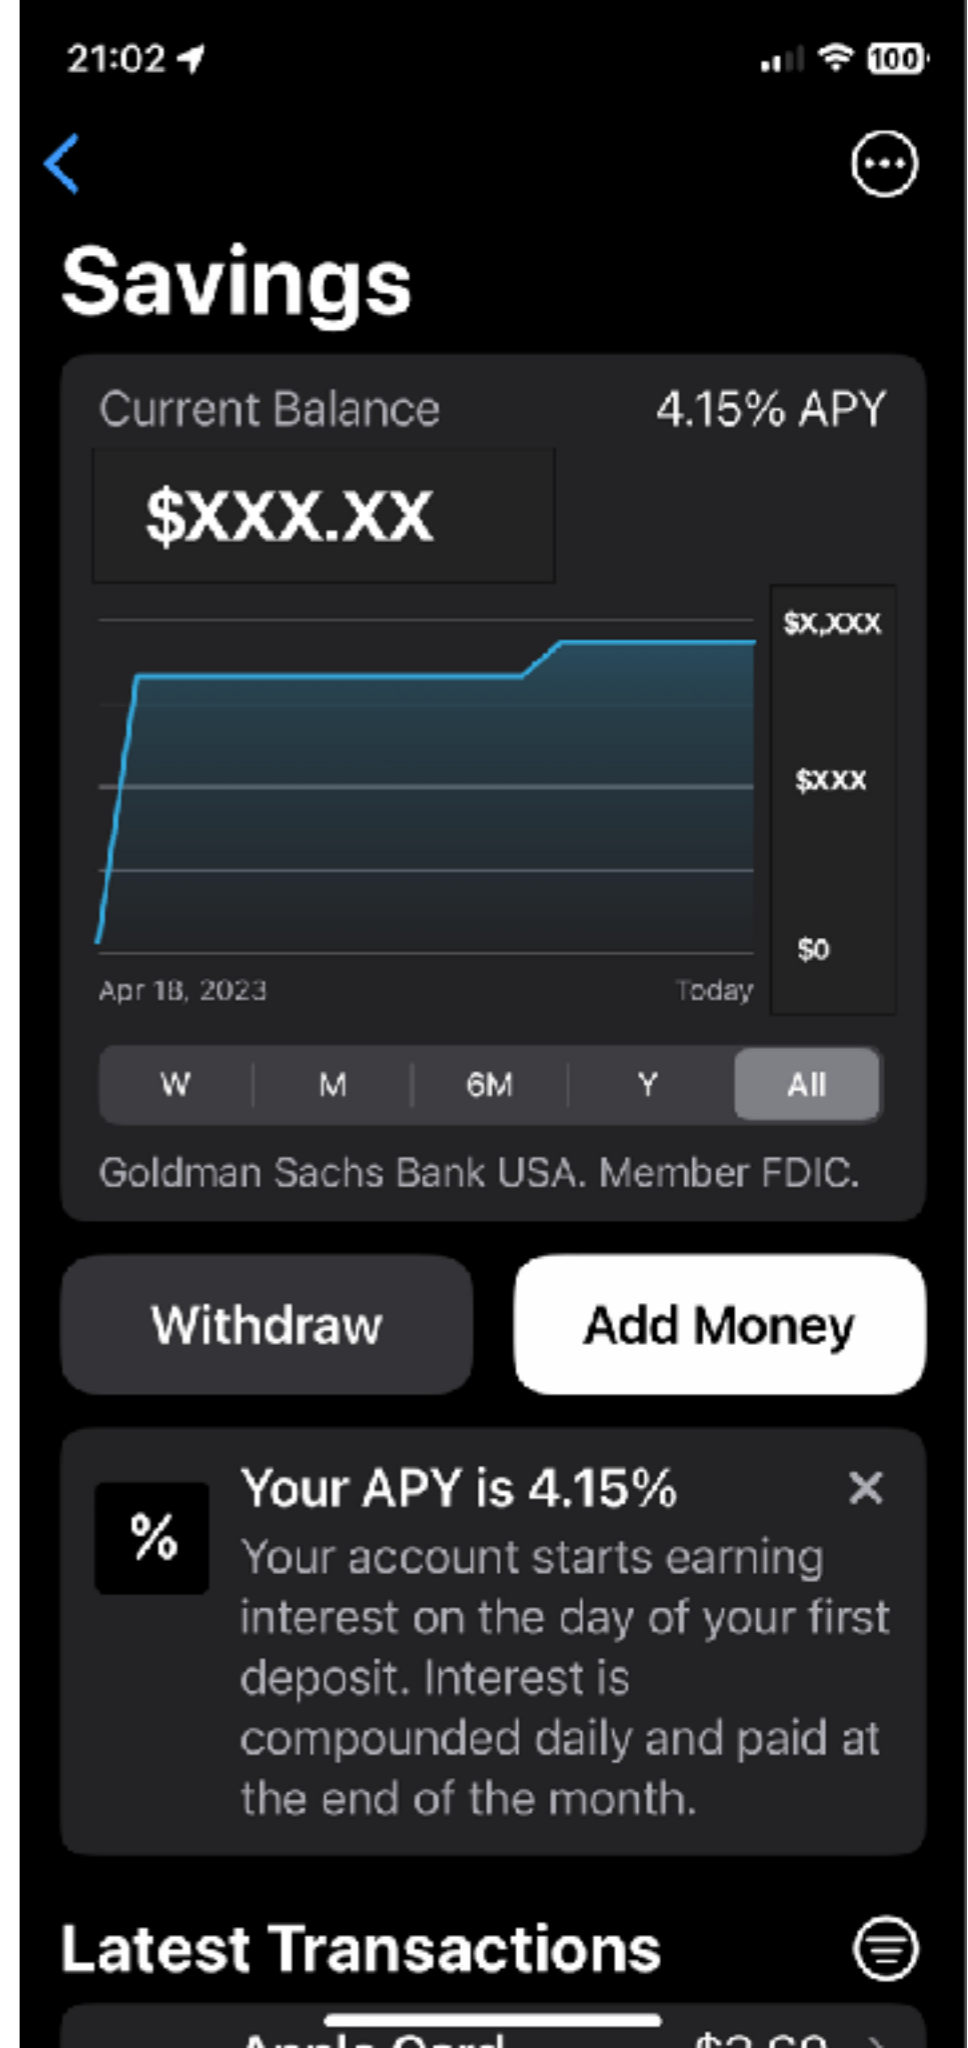 21:02
100
Savings
Current Balance 4.15% APY
$XXX.XX
$X,XXX
$XXX
$0
Apr 18, 2023 Today
W M 6M Y All
Goldman Sachs Bank USA. Member FDIC.
Withdraw Add Money
Your APY is 4.15%
%
Your account starts earning
interest on the day of your first
deposit. Interest is
compounded daily and paid at
the end of the month.
Latest Transactions
Apple Card